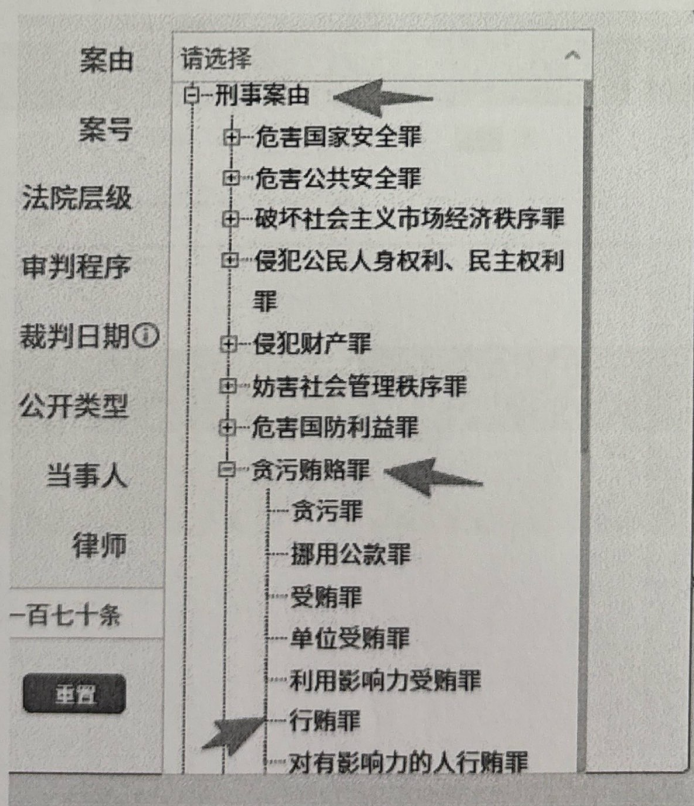 案由
请选择
刑事案由
案号
危害国家安全罪
危害公共安全罪
法院层级
破坏社会主义市场经济秩序罪
审判程序
侵犯公民人身权利、民主权利
罪
裁判日期
侵犯财产罪
公开类型
妨害社会管理秩序罪
危害国防利益罪
当事人
贪污贿赂罪
贪污罪
律师
挪用公款罪
受贿罪
一百七十条
单位受贿罪
重置
利用影响力受贿罪
行贿罪
对有影响力的人行贿罪